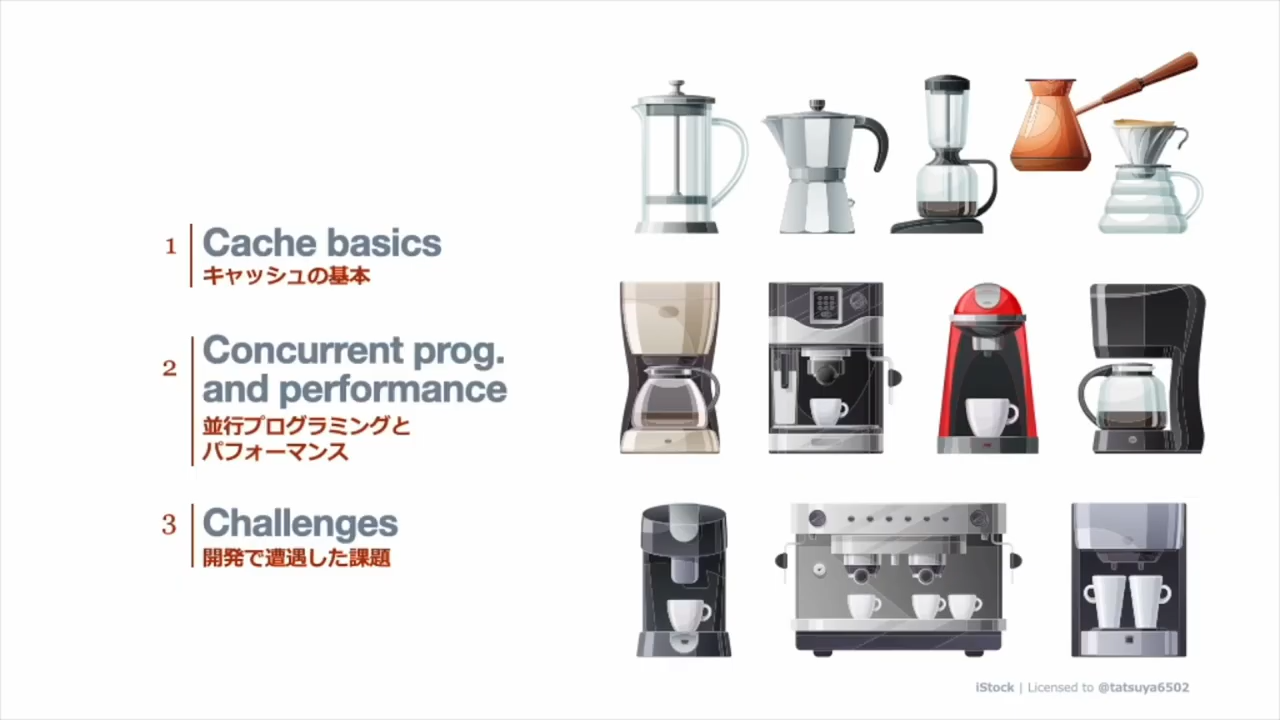 1
Cache basics
キャッシュの基本
2
Concurrent prog.
and performance
並行プログラミングと
パフォーマンス
3
Challenges
開発で遭遇した課題
iStock | Licensed to @tatsuya6502